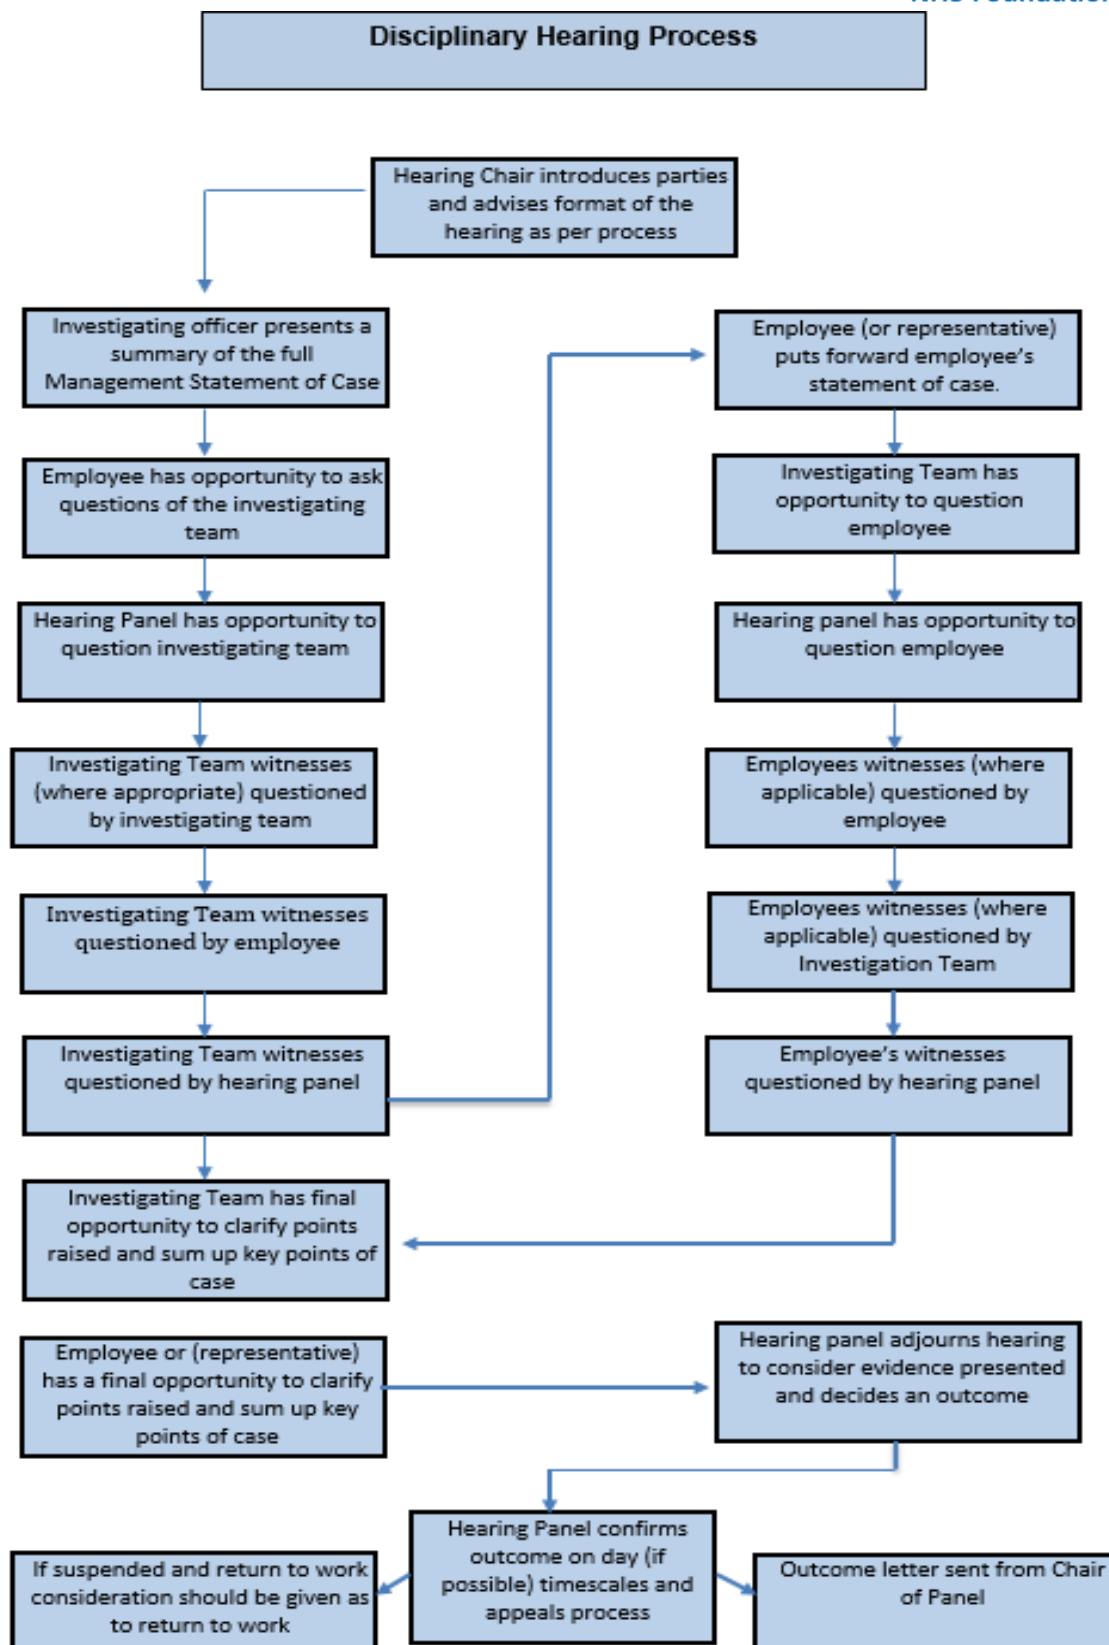 Disciplinary Hearing Process
Hearing Chair introduces parties
and advises format of the
hearing as per process
Investigating officer presents a
summary of the full
Management Statement of Case
Employee has opportunity to ask
questions of the investigating
team
Hearing Panel has opportunity to
question investigating team
Investigating Team witnesses
(where appropriate) questioned
by investigating team
Investigating Team witnesses
questioned by employee
Investigating Team witnesses
questioned by hearing panel
Employee (or representative)
puts forward employee’s
statement of case.
Investigating Team has
opportunity to question
employee
Hearing panel has opportunity to
question employee
Employees witnesses (where
applicable) questioned by
employee
Employees witnesses (where
applicable) questioned by
Investigation Team
Employee’s witnesses
questioned by hearing panel
Investigating Team has final
opportunity to clarify points
raised and sum up key points of
case
Employee or (representative)
has a final opportunity to clarify
points raised and sum up key
points of case
Hearing panel adjourns hearing
to consider evidence presented
and decides an outcome
Hearing Panel confirms
outcome on day (if
possible) timescales and
appeals process
If suspended and return to work
consideration should be given as
to return to work
Outcome letter sent from Chair
of Panel